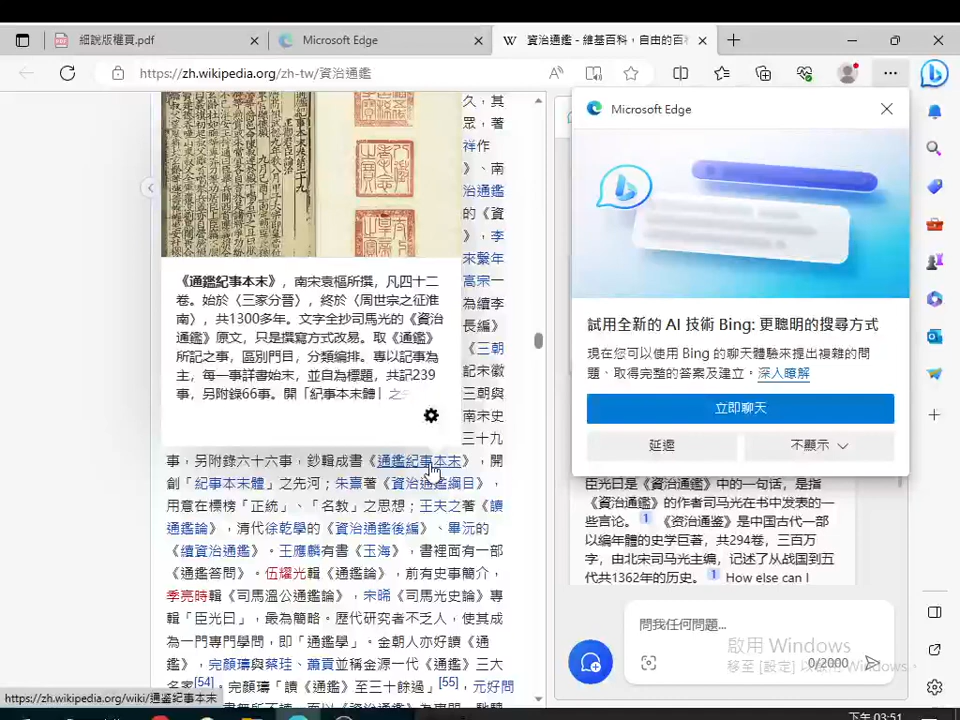 細說版權頁.pdf
Microsoft Edge
W 資治通鑑 - 維基百科，自由的百
https://zh.wikipedia.org/zh-tw/資治通鑑
久，其
眾，著
祥作
》、南
治通鑑
的《資
》，李
來繫年
高宗一
為續李
長編》
《三朝
記宋徽
三朝與
南宋史
三十九
《通鑑紀事本末》，南宋袁樞所撰，凡四十二
卷。始於〈三家分晉〉，終於〈周世宗之征淮
南〉，共1300多年。文字全抄司馬光的《資治
通鑑》原文，只是撰寫方式改易。取《通鑑》
所記之事，區別門目，分類編排。專以記事為
主，每一事詳書始末，並自為標題，共記239
事，另附錄66事。開「紀事本末體」之
事，另附錄六十六事，鈔輯成書《通鑑紀事本末》，開
創「紀事本末體」之先河；朱熹著《資治通鑑綱目》，
用意在標榜「正統」、「名教」之思想；王夫之著《讀
通鑑論》，清代徐乾學的《資治通鑑後編》、畢沅的
《續資治通鑑》。王應麟有書《玉海》，書裡面有一部
《通鑑答問》。伍耀光輯《通鑑論》，前有史事簡介，
季亮時輯《司馬溫公通鑑論》，宋晞《司馬光史論》專
輯「臣光曰」，最為簡略。歷代研究者不乏人，使其成
為一門專門學問，即「通鑑學」。金朝人亦好讀《通
鑑》，完顏璹與蔡珪、蕭貢並稱金源一代《通鑑》三大
名家[54]。完顏璹「讀《通鑑》至三十餘過」[55]。元好問
https://zh.wikipedia.org/wiki/通鑑紀事本末
Microsoft Edge
試用全新的 AI 技術 Bing: 更聰明的搜尋方式
現在您可以使用 Bing 的聊天體驗來提出複雜的問
題、取得完整的答案及建立。深入瞭解
立即聊天
延遲
不顯示
臣光曰是《資治通鑑》中的一句话，是指
《資治通鑑》的作者司马光在书中发表的一
些言论。1 《资治通鉴》是中国古代一部
以编年体的史学巨著，共294卷，三百万
字，由北宋司马光主编，记述了从战国到五
代共1362年的历史。1 How else can I
問我任何問題...
0/2000
啟用 Windows
移至 [設定] 以啟用 Windows。
下午 03:51